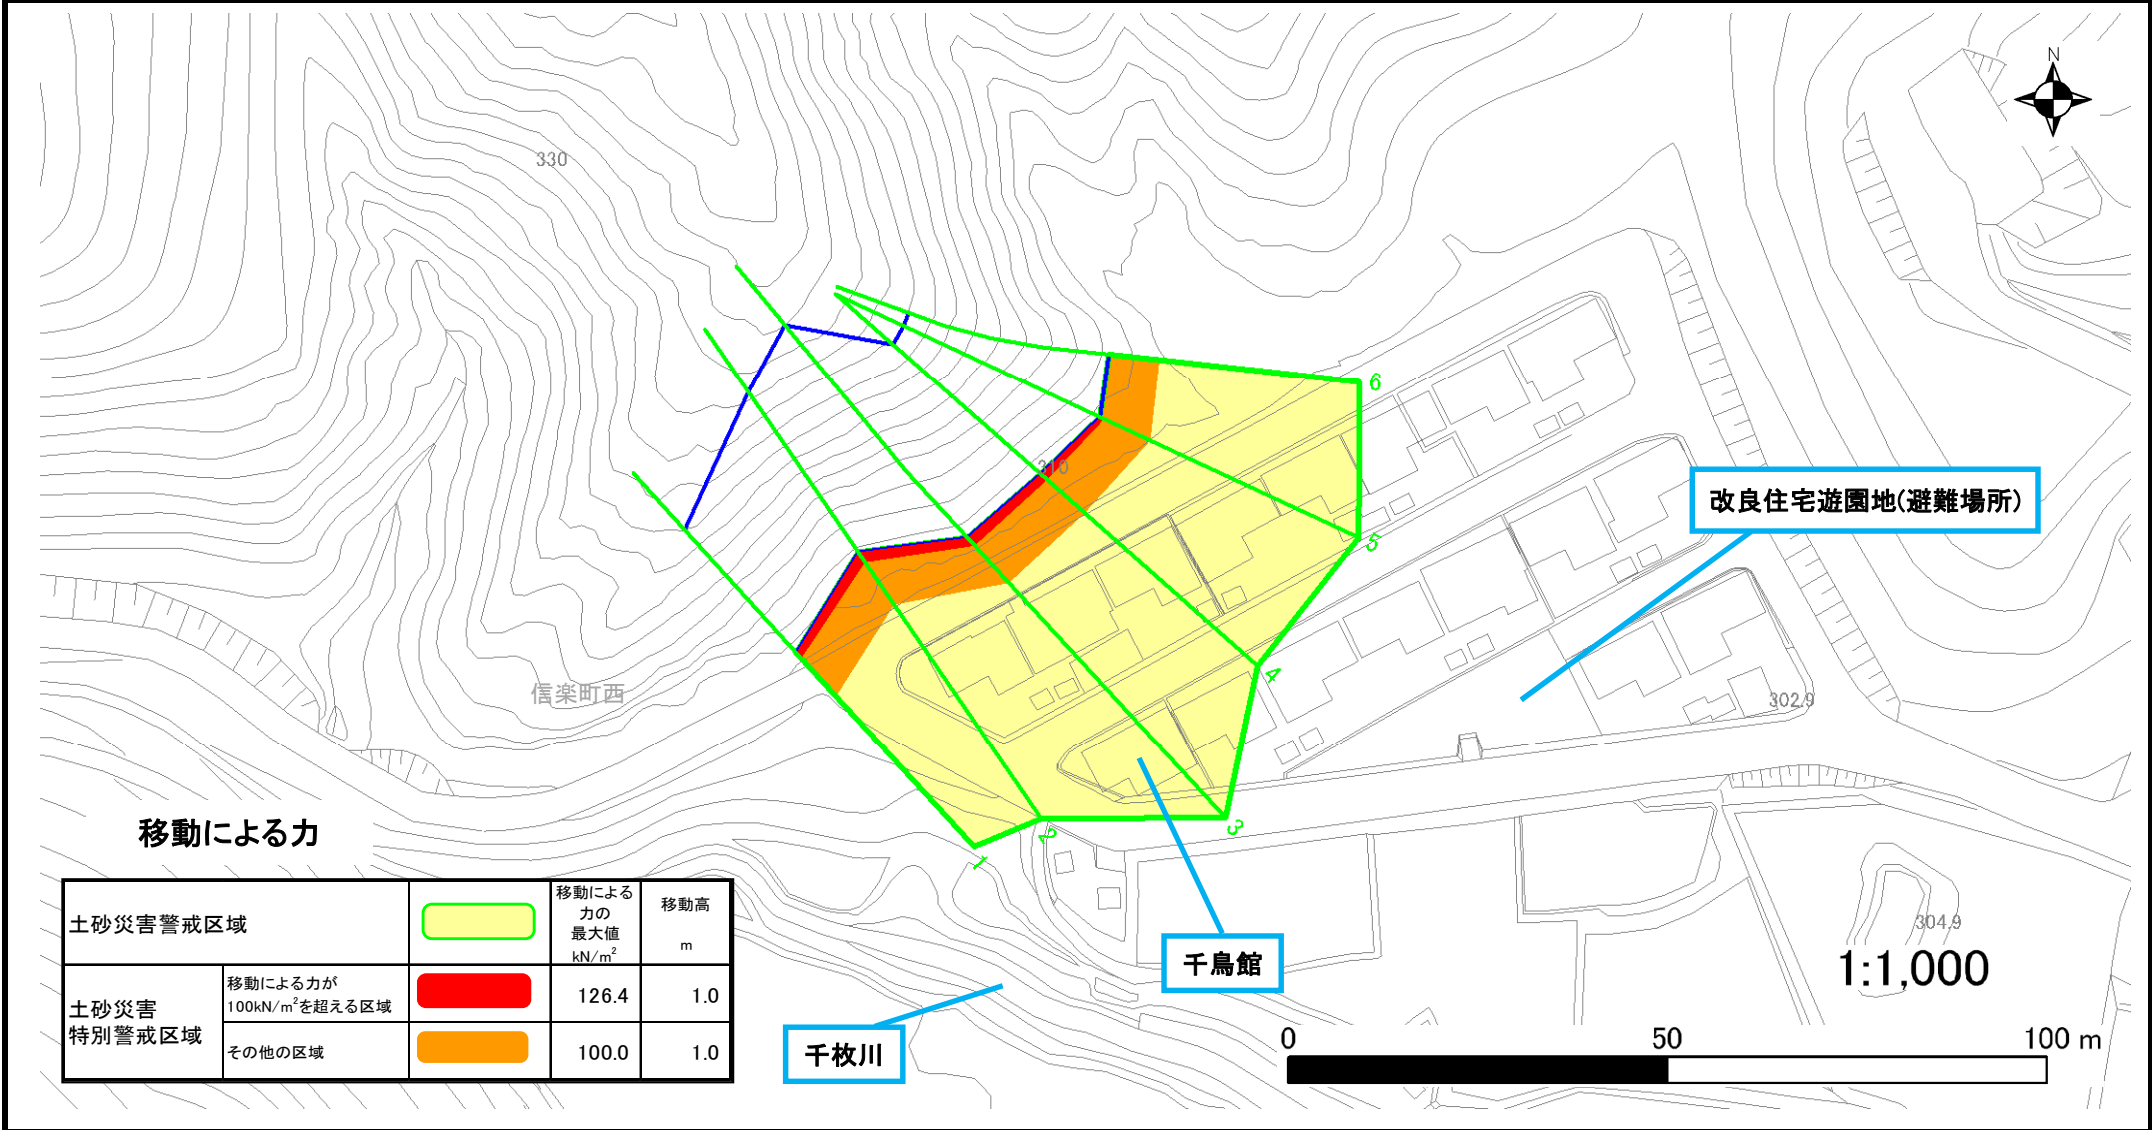 N
330
310
6
5
4
3
2
1
改良住宅遊園地(避難場所)
302.9
信楽町西
移動による力
土砂災害警戒区域
移動による
力の
最大値
kN/m²
移動高
m
土砂災害
特別警戒区域
移動による力が
100kN/m²を超える区域
126.4
1.0
その他の区域
100.0
1.0
千鳥館
千枚川
304.9
1:1,000
0
50
100 m